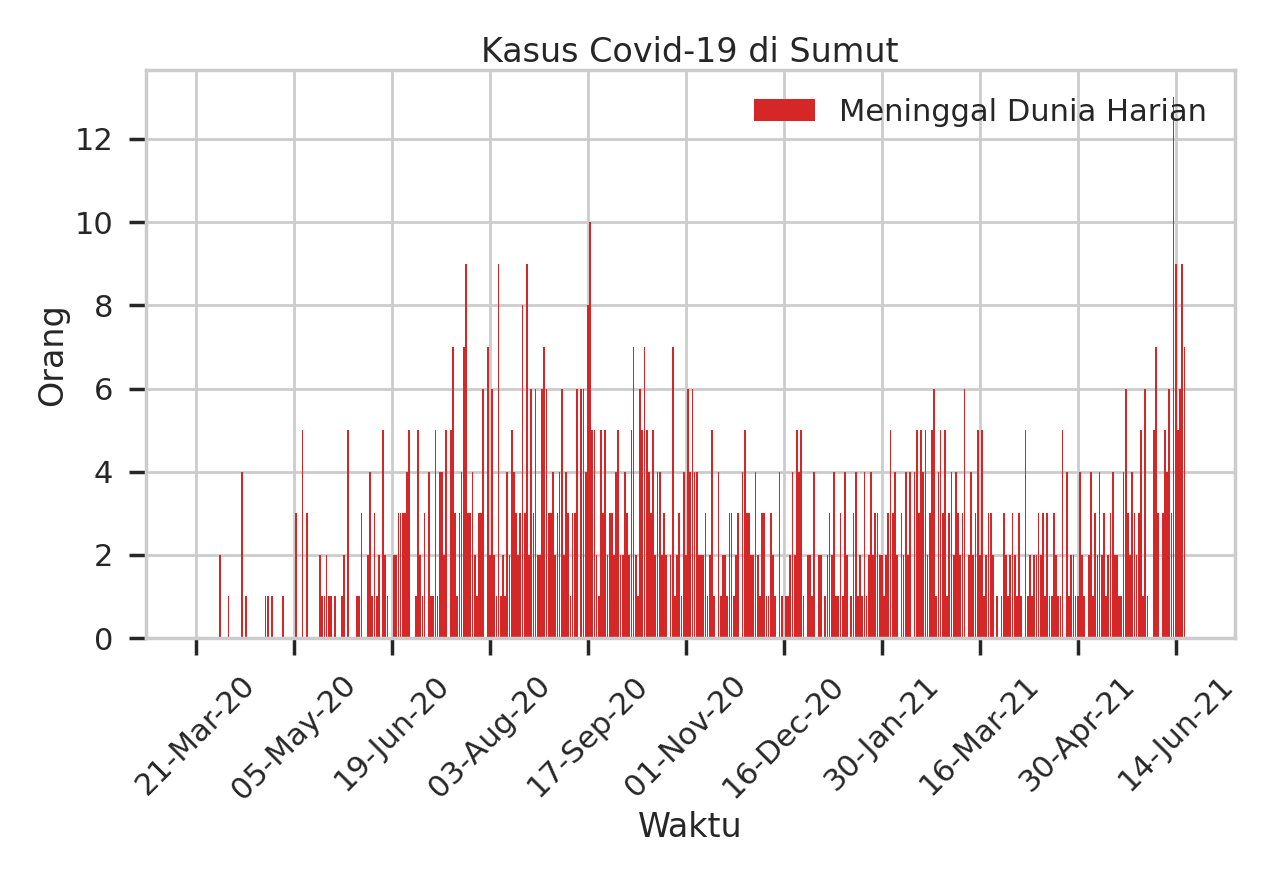 Kasus Covid-19 di Sumut
Meninggal Dunia Harian
12
10
8
6
4
2
0
Orang
21-Mar-20
05-May-20
19-Jun-20
03-Aug-20
17-Sep-20
01-Nov-20
16-Dec-20
30-Jan-21
16-Mar-21
30-Apr-21
14-Jun-21
Waktu